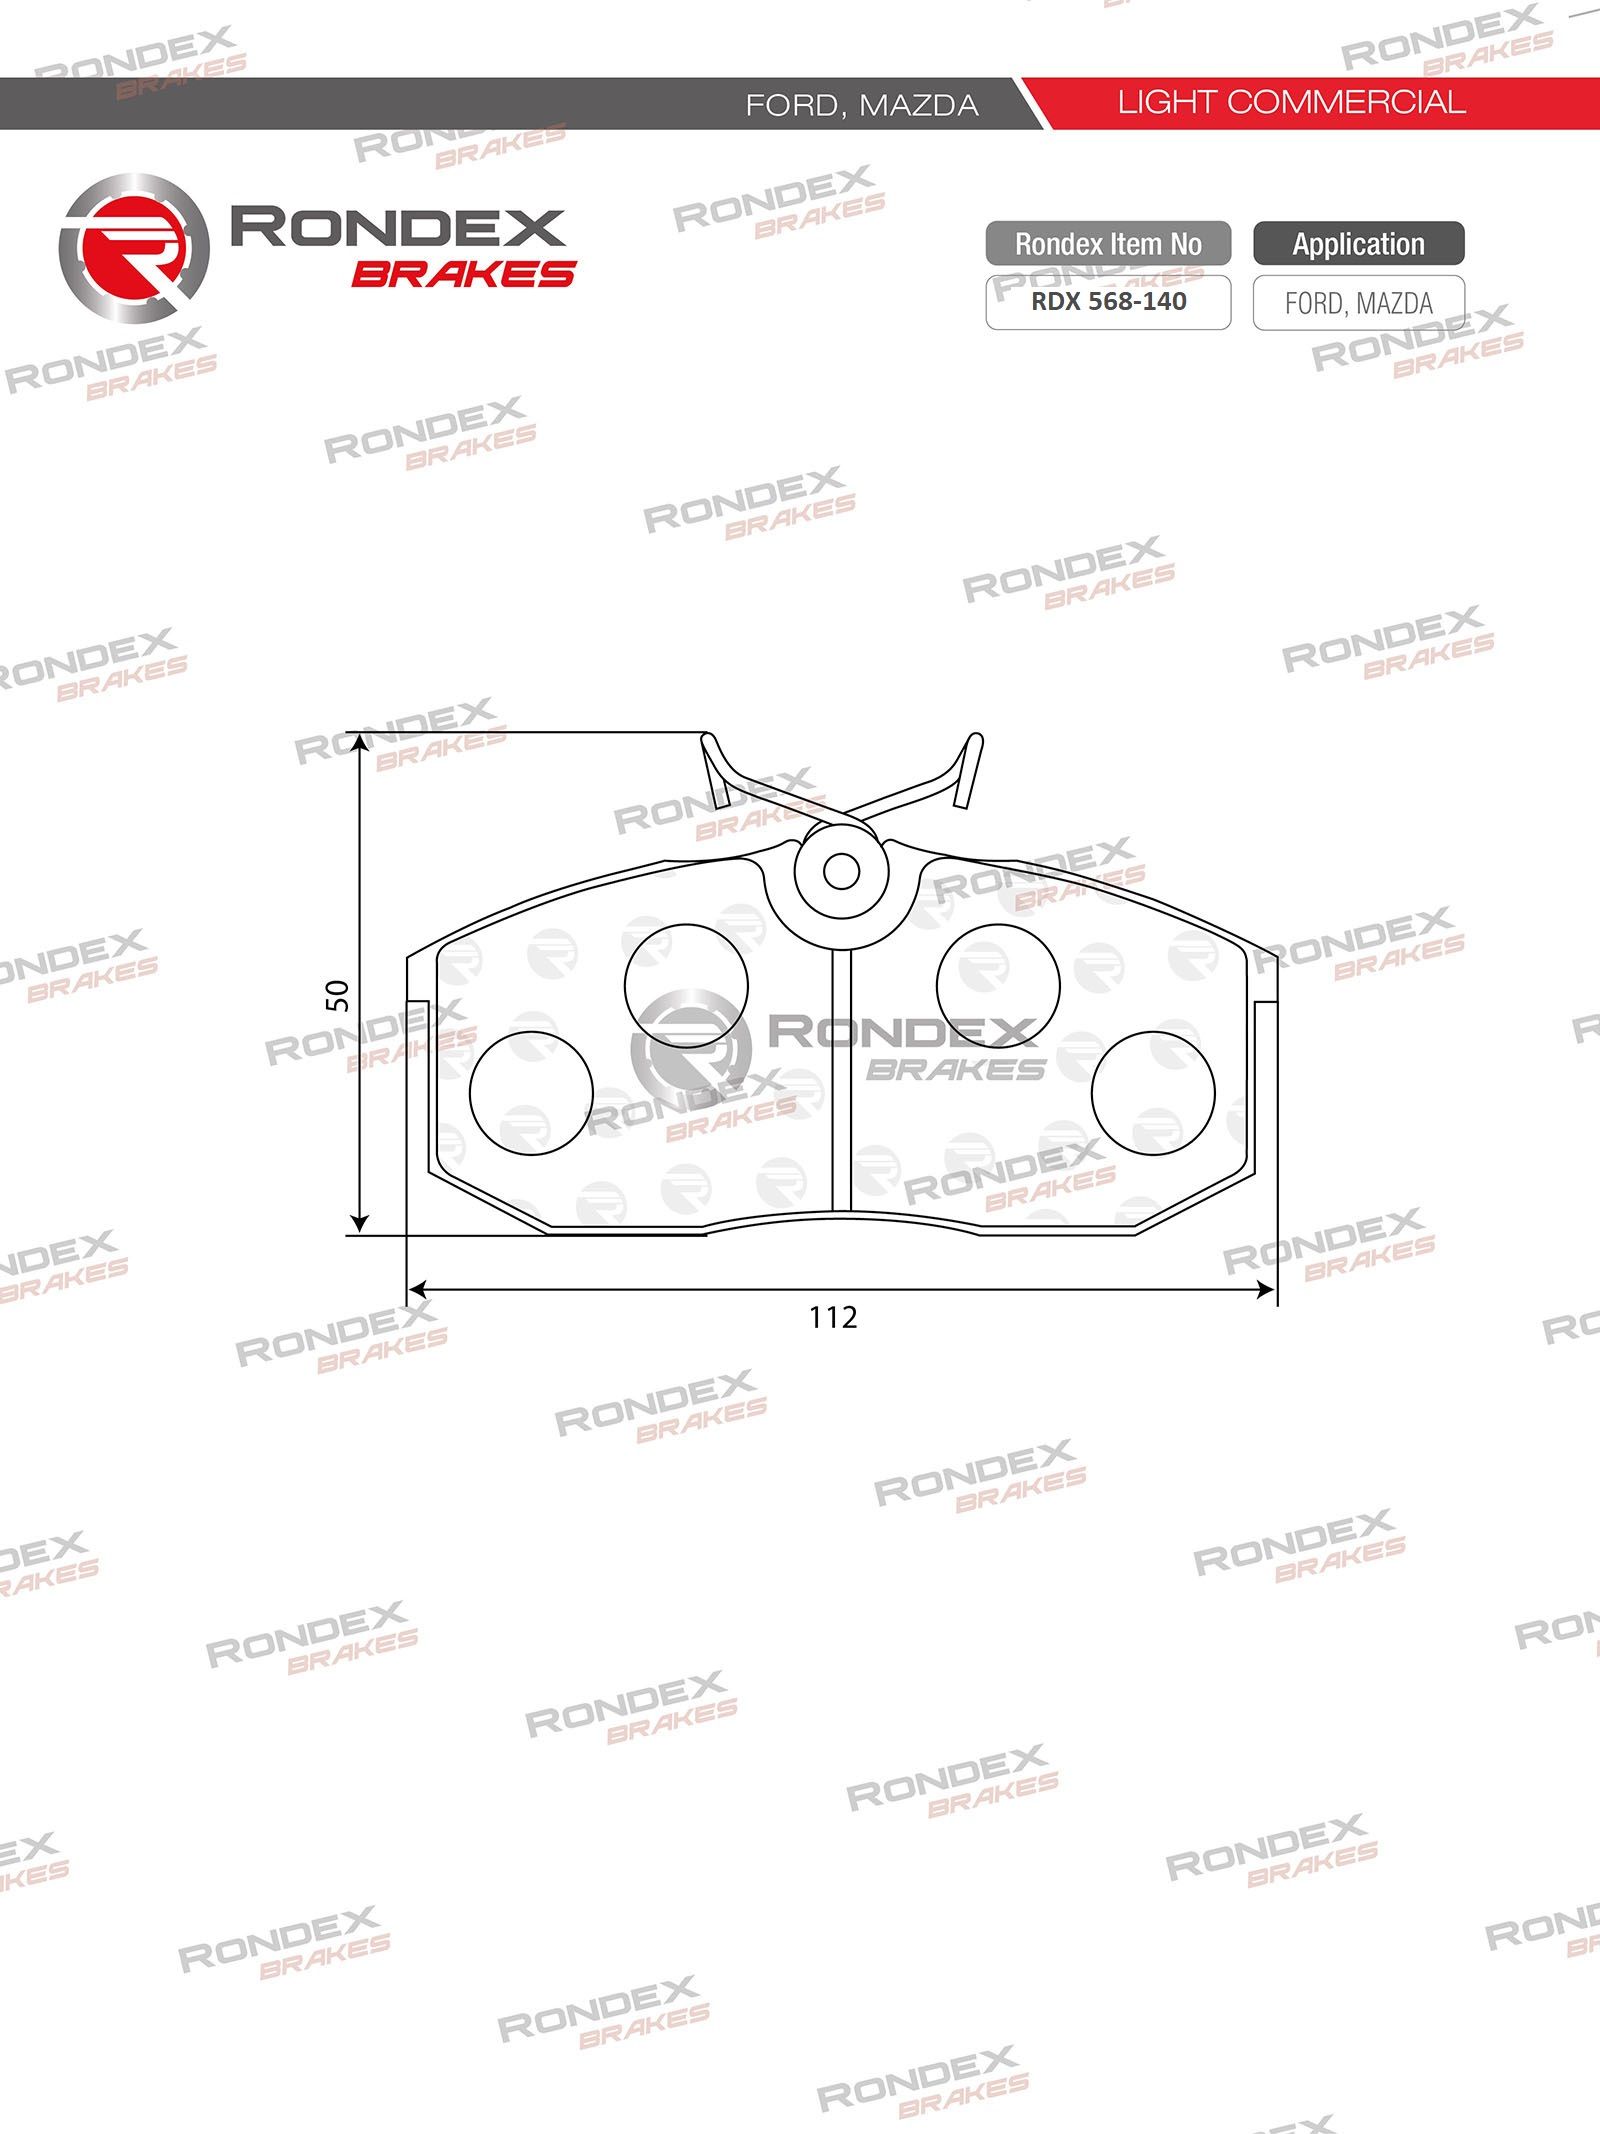 FORD, MAZDA
LIGHT COMMERCIAL
RONDEX
BRAKES
Rondex Item No
Application
RDX 568-140
FORD, MAZDA
50
RONDEX
BRAKES
112